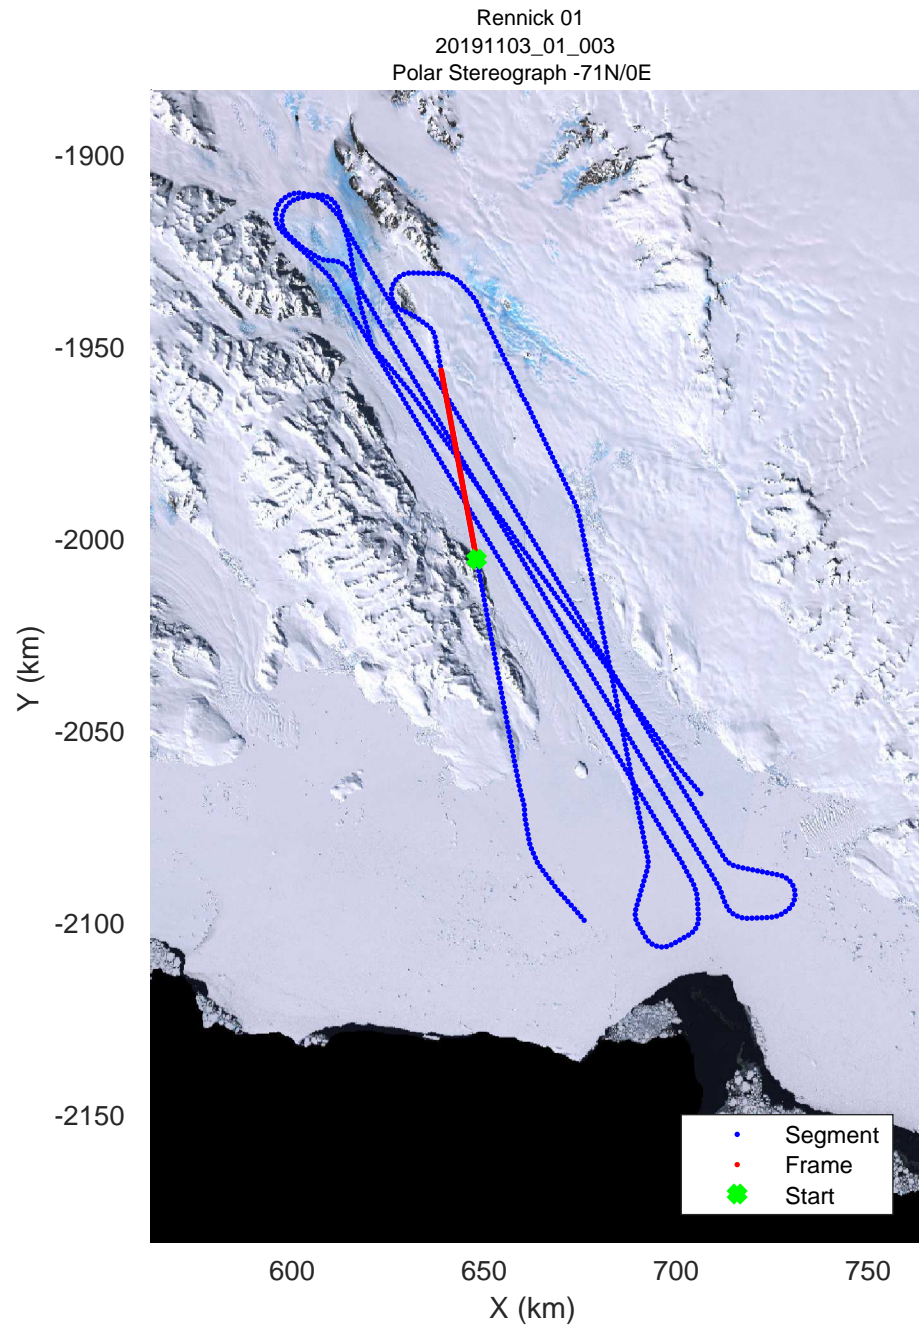 Rennick 01
20191103_01_003
Polar Stereograph -71N/0E
-1900
-1950
-2000
-2050
-2100
-2150
Y (km)
600 650 700 750
X (km)
Segment
Frame
Start